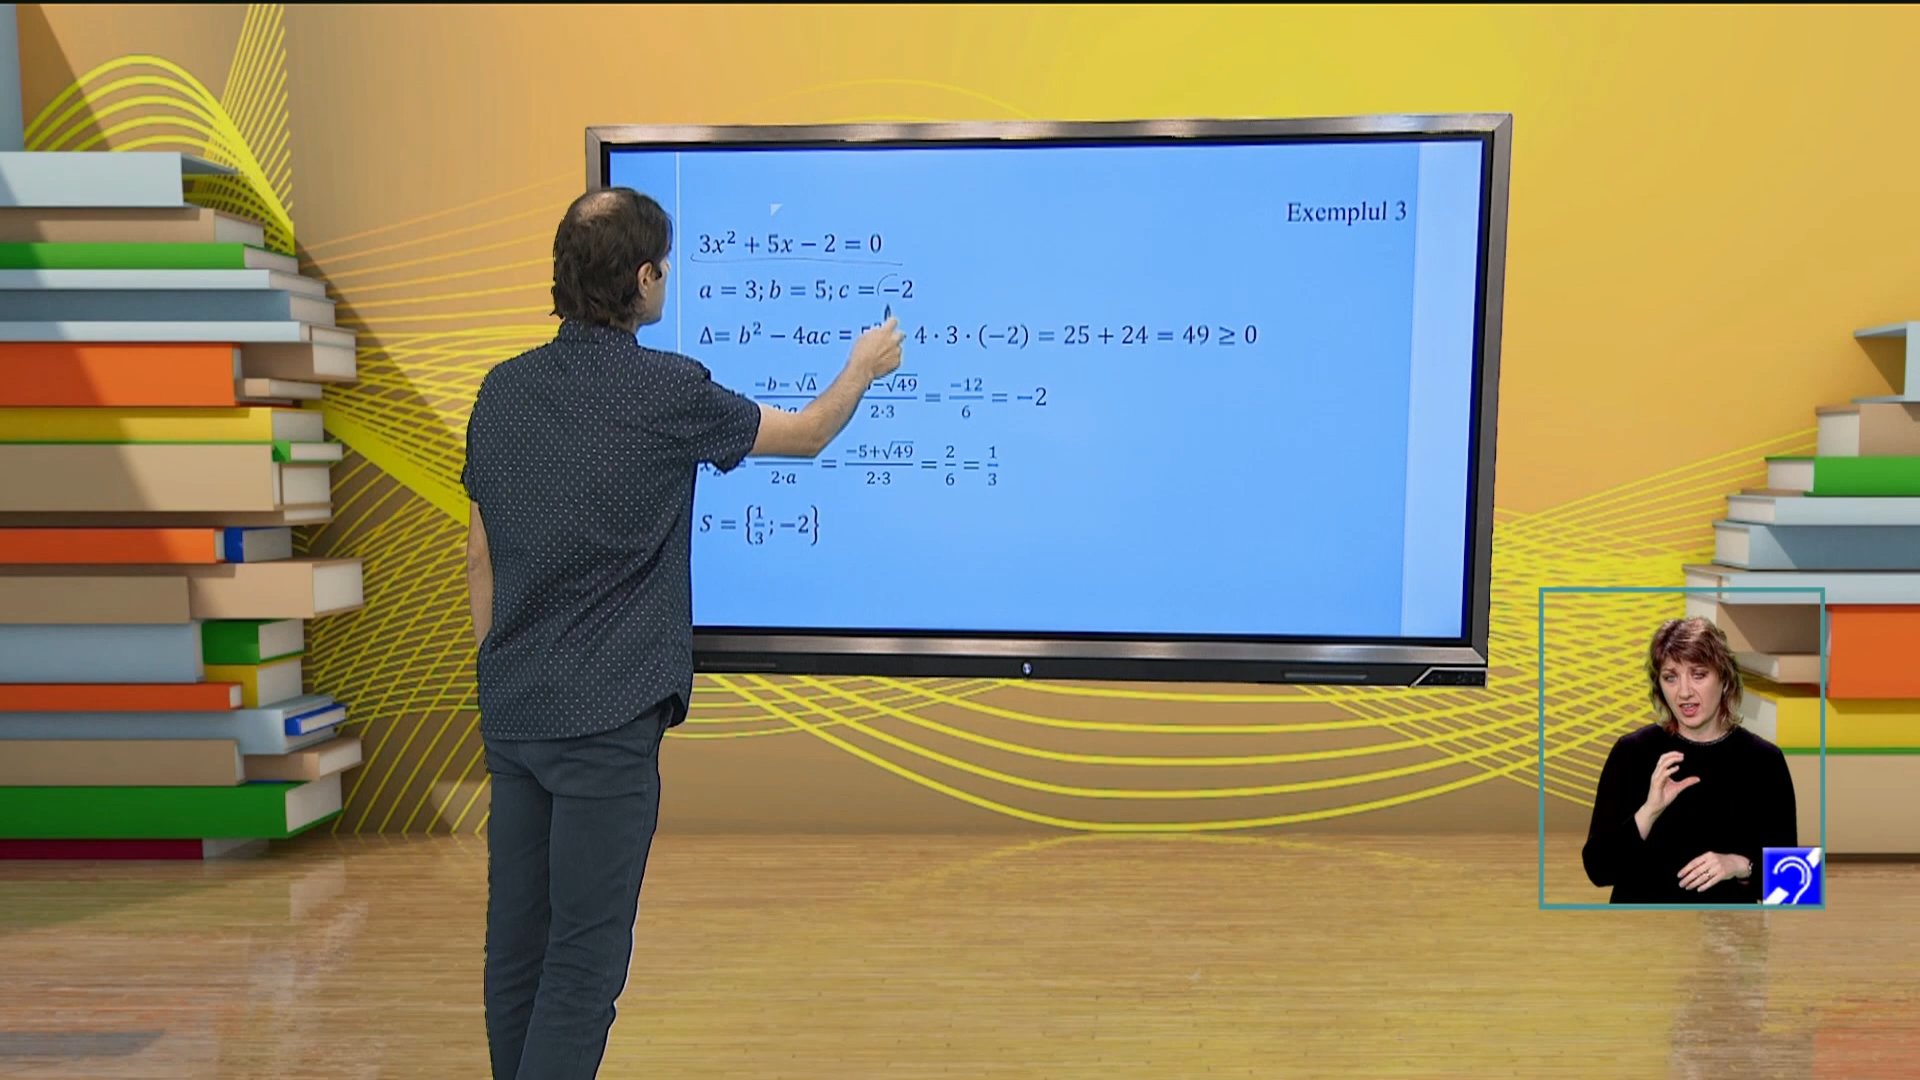 Exemplul 3
3x² + 5x − 2 = 0
a = 3; b = 5; c = −2
Δ= b² − 4ac = 4 · 3 · (−2) = 25 + 24 = 49 ≥ 0
−b−√Δ / −√49 / 2·3 = −12/6 = −2
2·a = −5+√49 / 2·3 = 2/6 = 1/3
S = {1/3; −2}